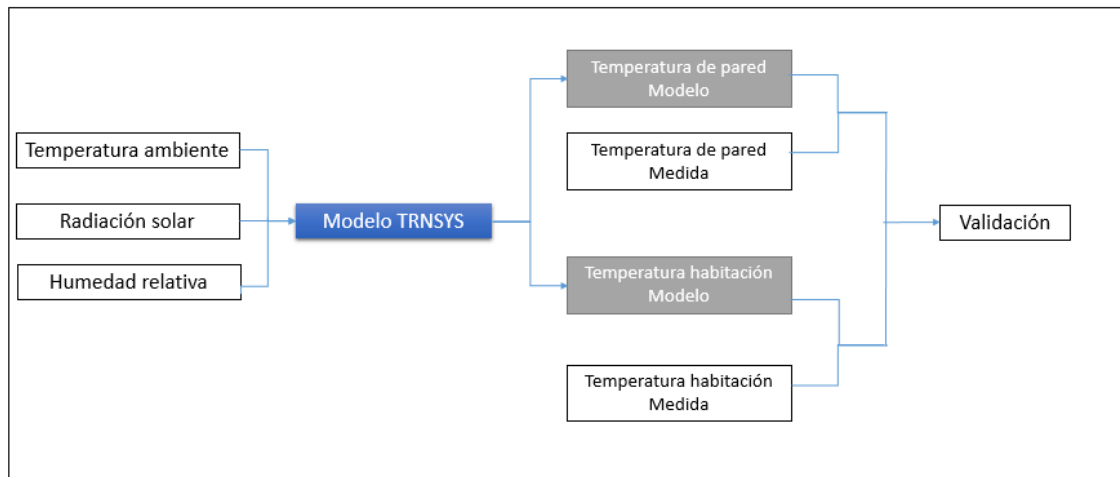 Temperatura ambiente
Radiación solar
Humedad relativa
Modelo TRNSYS
Temperatura de pared
Modelo
Temperatura de pared
Medida
Temperatura habitación
Modelo
Temperatura habitación
Medida
Validación